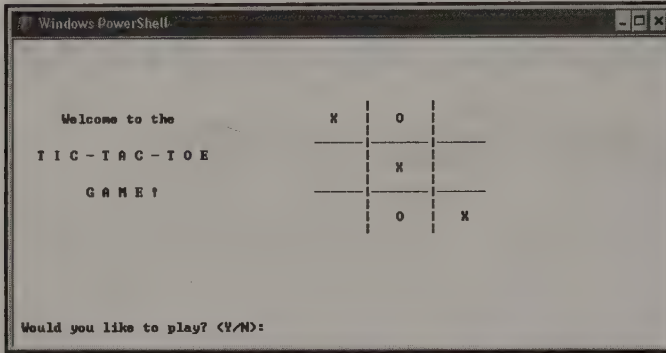 Windows PowerShell
Welcome to the
T I C - T A C - T O E
G A M E !
X | O |
| X |
| O | X
Would you like to play? (Y/N):